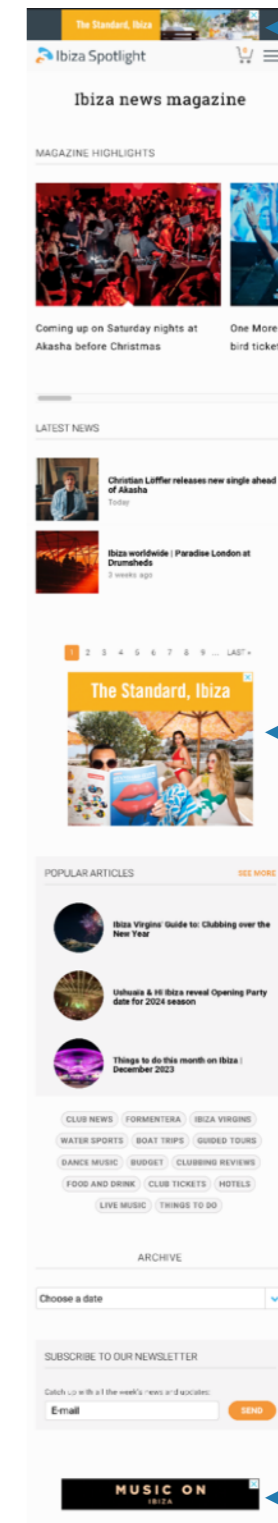 The Standard, Ibiza
Ibiza Spotlight
Ibiza news magazine
MAGAZINE HIGHLIGHTS
Coming up on Saturday nights at
Akasha before Christmas
One More
bird ticket
LATEST NEWS
Christian Löffler releases new single ahead
of Akasha
Today
Ibiza worldwide | Paradise London at
Drumsheds
3 weeks ago
1 2 3 4 5 6 7 8 9 ... LAST »
The Standard, Ibiza
POPULAR ARTICLES
SEE MORE
Ibiza Virgins' Guide to: Clubbing over the
New Year
Ushuaïa & Hï Ibiza reveal Opening Party
date for 2024 season
Things to do this month on Ibiza |
December 2023
CLUB NEWS FORMENTERA IBIZA VIRGINS
WATER SPORTS BOAT TRIPS GUIDED TOURS
DANCE MUSIC BUDGET CLUBBING REVIEWS
FOOD AND DRINK CLUB TICKETS HOTELS
LIVE MUSIC THINGS TO DO
ARCHIVE
Choose a date
SUBSCRIBE TO OUR NEWSLETTER
Catch up with all the week's news and updates:
E-mail
SEND
MUSIC ON
IBIZA